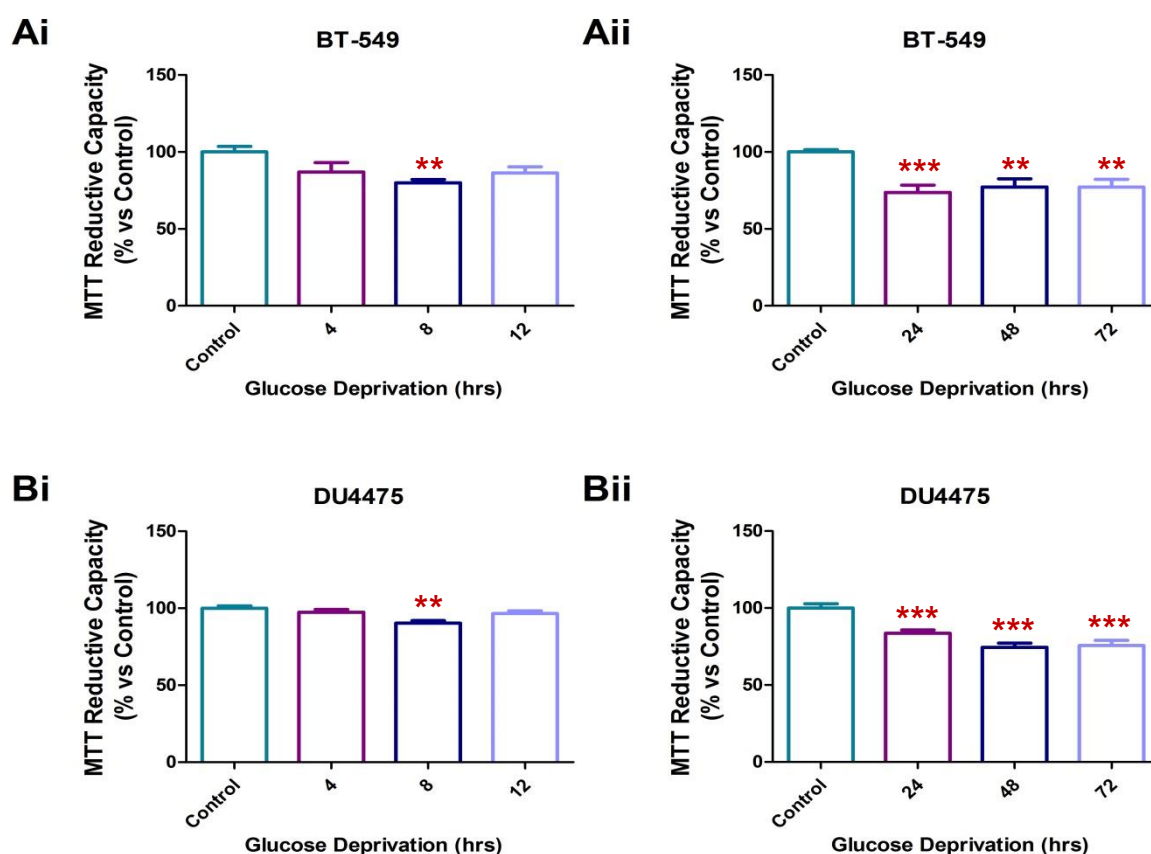 Ai
BT-549
MTT Reductive Capacity
(% vs Control)
150
100
50
0
**
Control
4
8
12
Glucose Deprivation (hrs)
Aii
BT-549
MTT Reductive Capacity
(% vs Control)
150
100
50
0
***
**
**
Control
24
48
72
Glucose Deprivation (hrs)
Bi
DU4475
MTT Reductive Capacity
(% vs Control)
150
100
50
0
**
Control
4
8
12
Glucose Deprivation (hrs)
Bii
DU4475
MTT Reductive Capacity
(% vs Control)
150
100
50
0
***
***
***
Control
24
48
72
Glucose Deprivation (hrs)